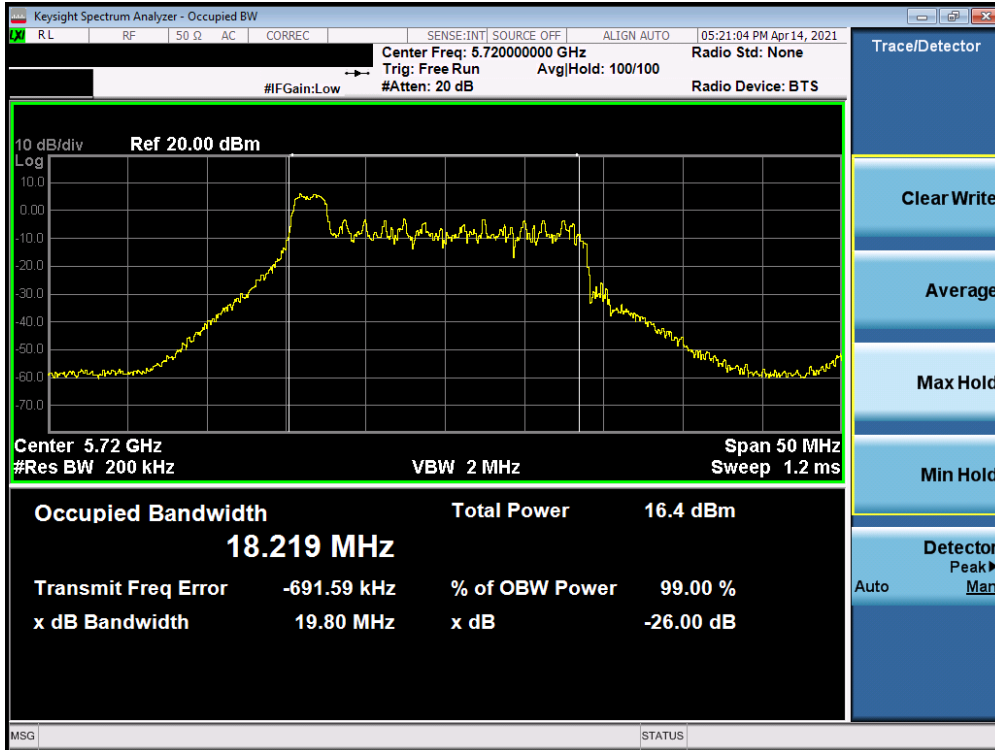 Keysight Spectrum Analyzer - Occupied BW
LXI RL RF 50 Ω AC CORREC SENSE:INT SOURCE OFF ALIGN AUTO 05:21:04 PM Apr 14, 2021
Center Freq: 5.720000000 GHz Radio Std: None
Trig: Free Run Avg|Hold: 100/100
#IFGain:Low #Atten: 20 dB Radio Device: BTS
10 dB/div Ref 20.00 dBm
Log
10.0
0.00
-10.0
-20.0
-30.0
-40.0
-50.0
-60.0
-70.0
Center 5.72 GHz Span 50 MHz
#Res BW 200 kHz VBW 2 MHz Sweep 1.2 ms
Occupied Bandwidth Total Power 16.4 dBm
18.219 MHz
Transmit Freq Error -691.59 kHz % of OBW Power 99.00 %
x dB Bandwidth 19.80 MHz x dB -26.00 dB
MSG STATUS
Trace/Detector
Clear Write
Average
Max Hold
Min Hold
Detector
Peak
Auto Man